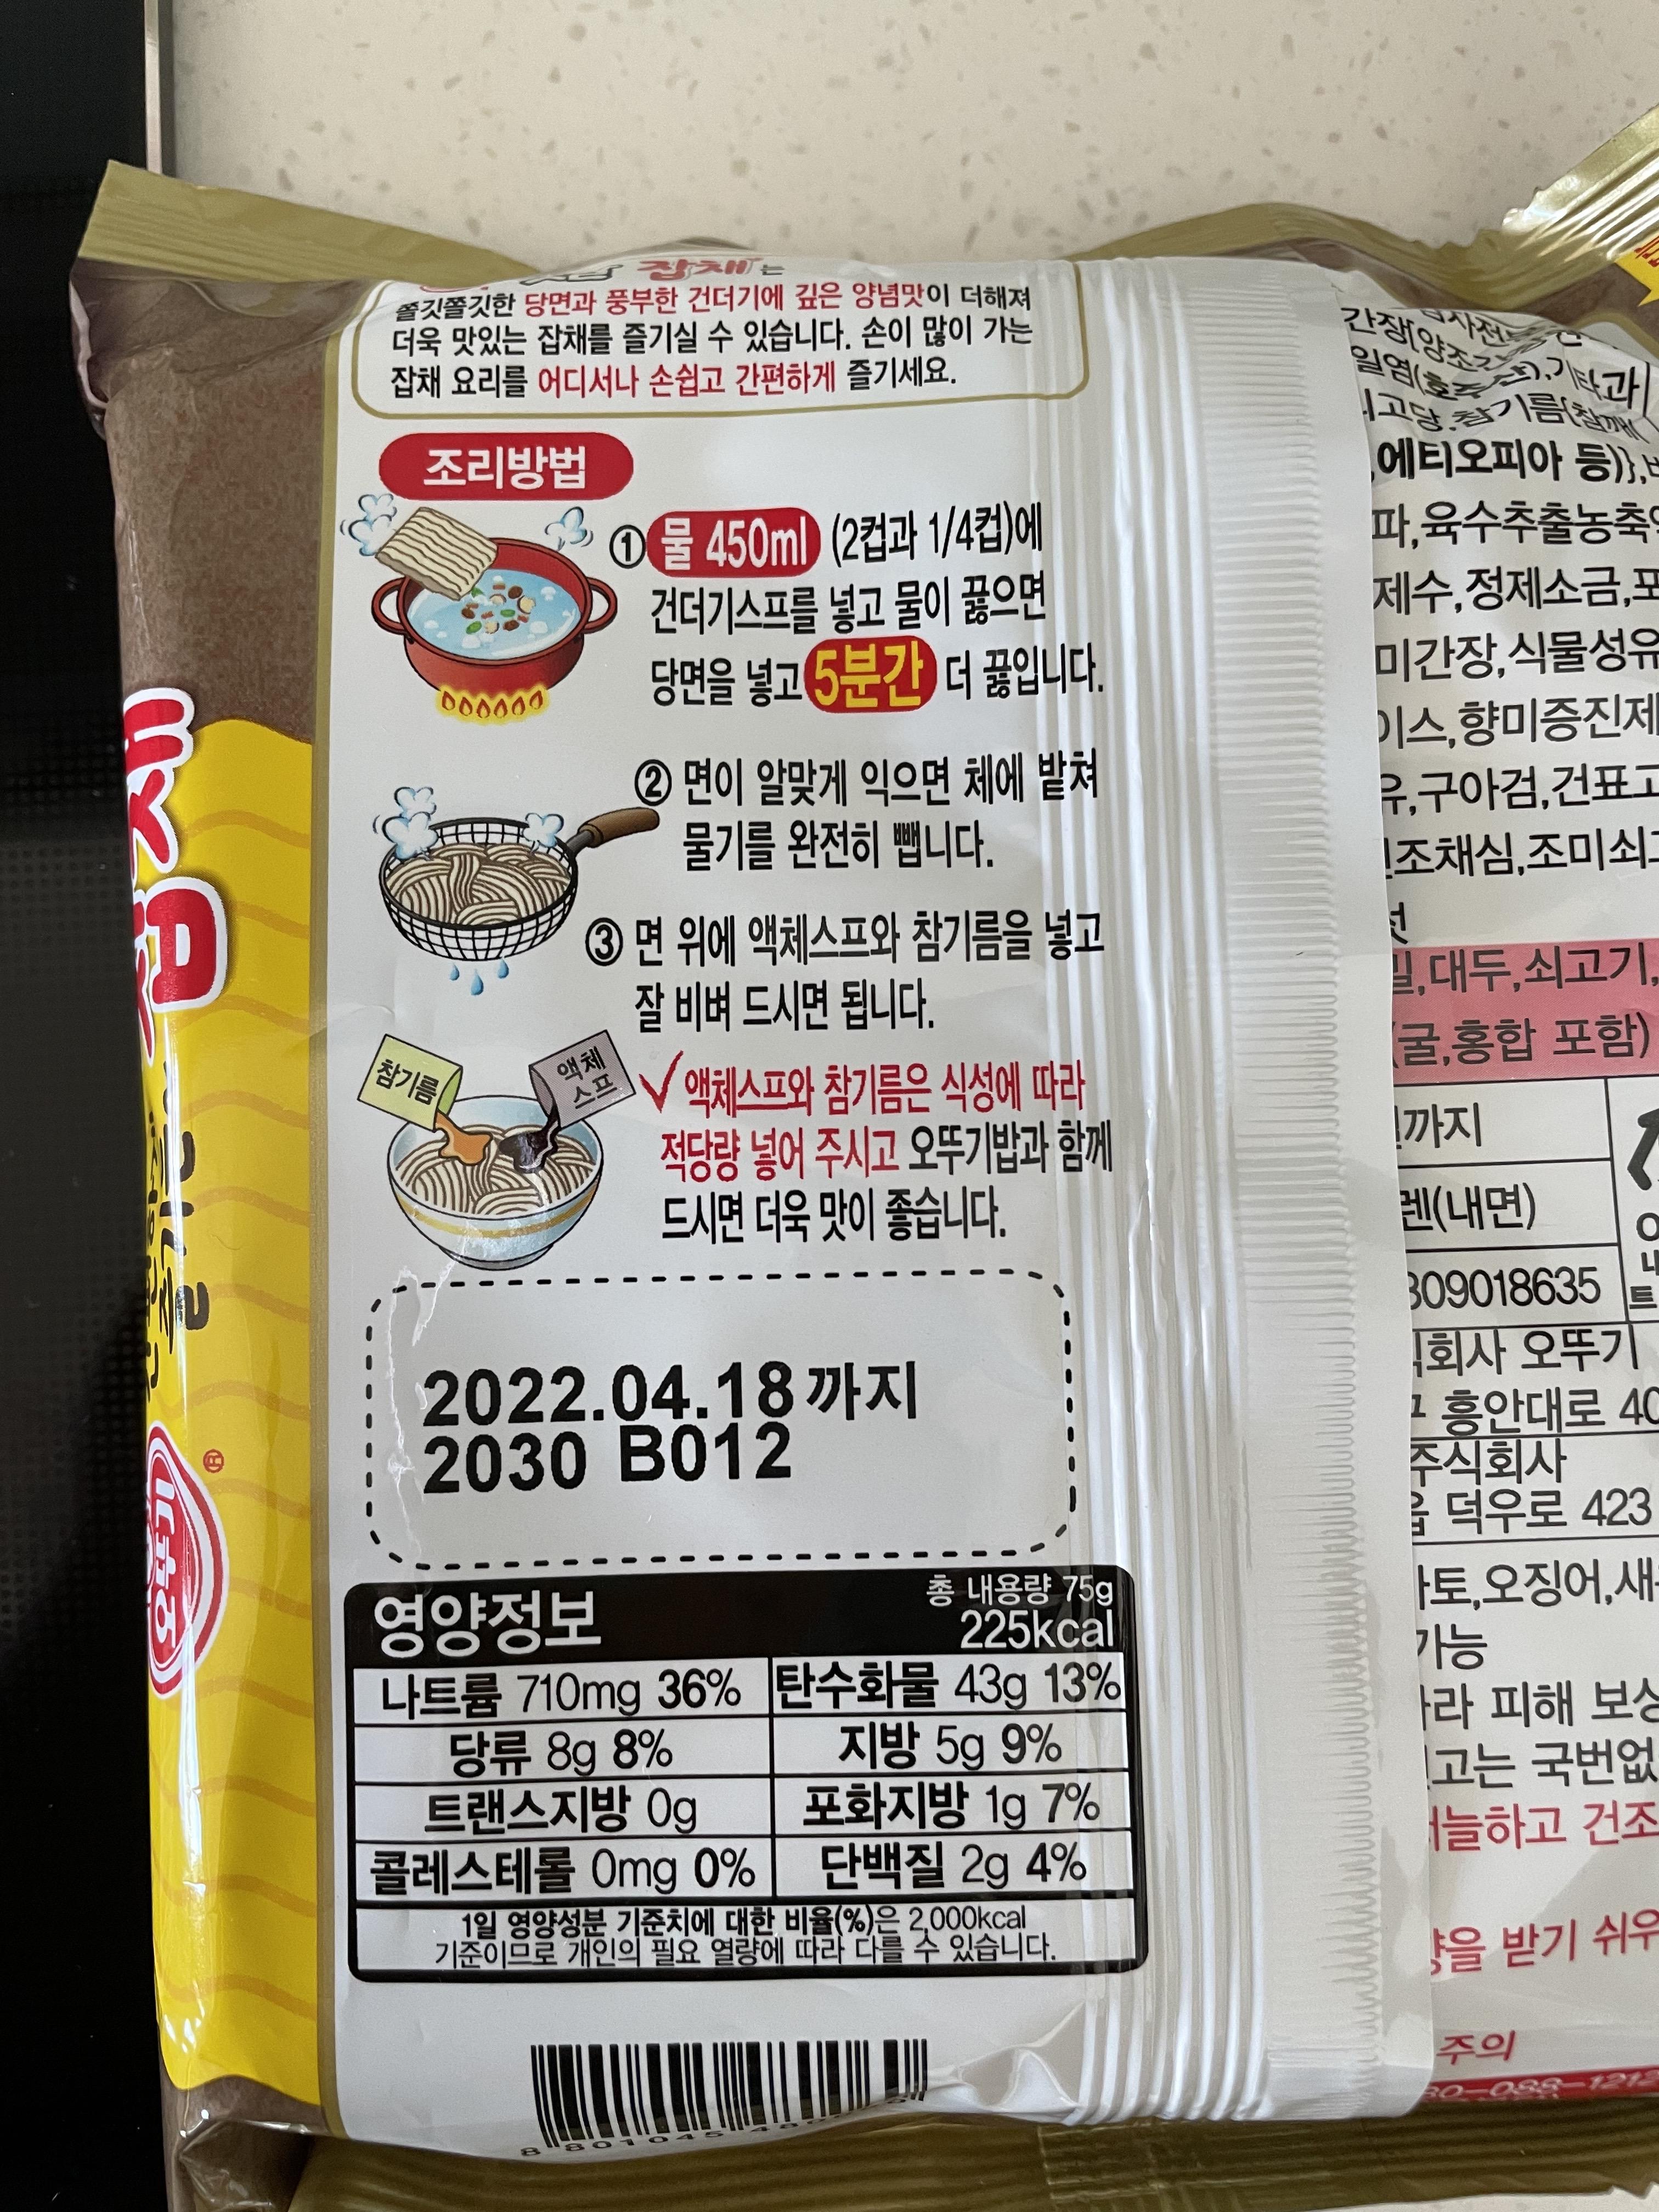 잡채는
쫄깃쫄깃한 당면과 풍부한 건더기에 깊은 양념맛이 더해져
더욱 맛있는 잡채를 즐기실 수 있습니다. 손이 많이 가는
잡채 요리를 어디서나 손쉽고 간편하게 즐기세요.
조리방법
① 물 450ml (2컵과 1/4컵)에
건더기스프를 넣고 물이 끓으면
당면을 넣고 5분간 더 끓입니다.
② 면이 알맞게 익으면 체에 밭쳐
물기를 완전히 뺍니다.
③ 면 위에 액체스프와 참기름을 넣고
잘 비벼 드시면 됩니다.
참기름
액체
스프
✓ 액체스프와 참기름은 식성에 따라
적당량 넣어 주시고 오뚜기밥과 함께
드시면 더욱 맛이 좋습니다.
2022.04.18 까지
2030 B012
영양정보
총 내용량 75g
225kcal
나트륨 710mg 36% 탄수화물 43g 13%
당류 8g 8% 지방 5g 9%
트랜스지방 0g 포화지방 1g 7%
콜레스테롤 0mg 0% 단백질 2g 4%
1일 영양성분 기준치에 대한 비율(%)은 2,000kcal
기준이므로 개인의 필요 열량에 따라 다를 수 있습니다.
8 801045
간장(양조간
에티오피아 등)},
파,육수추출농축
제수,정제소금,
미간장,식물성유
이스,향미증진제
유,구아검,건표고
조채심,조미쇠
밀,대두,쇠고기,
(굴,홍합 포함)
까지
렌(내면)
309018635
회사 오뚜기
흥안대로 40
주식회사
덕우로 423
토,오징어,새
가능
라 피해 보상
고는 국번없
늘하고 건조
을 받기 쉬우
주의
80-088-1212